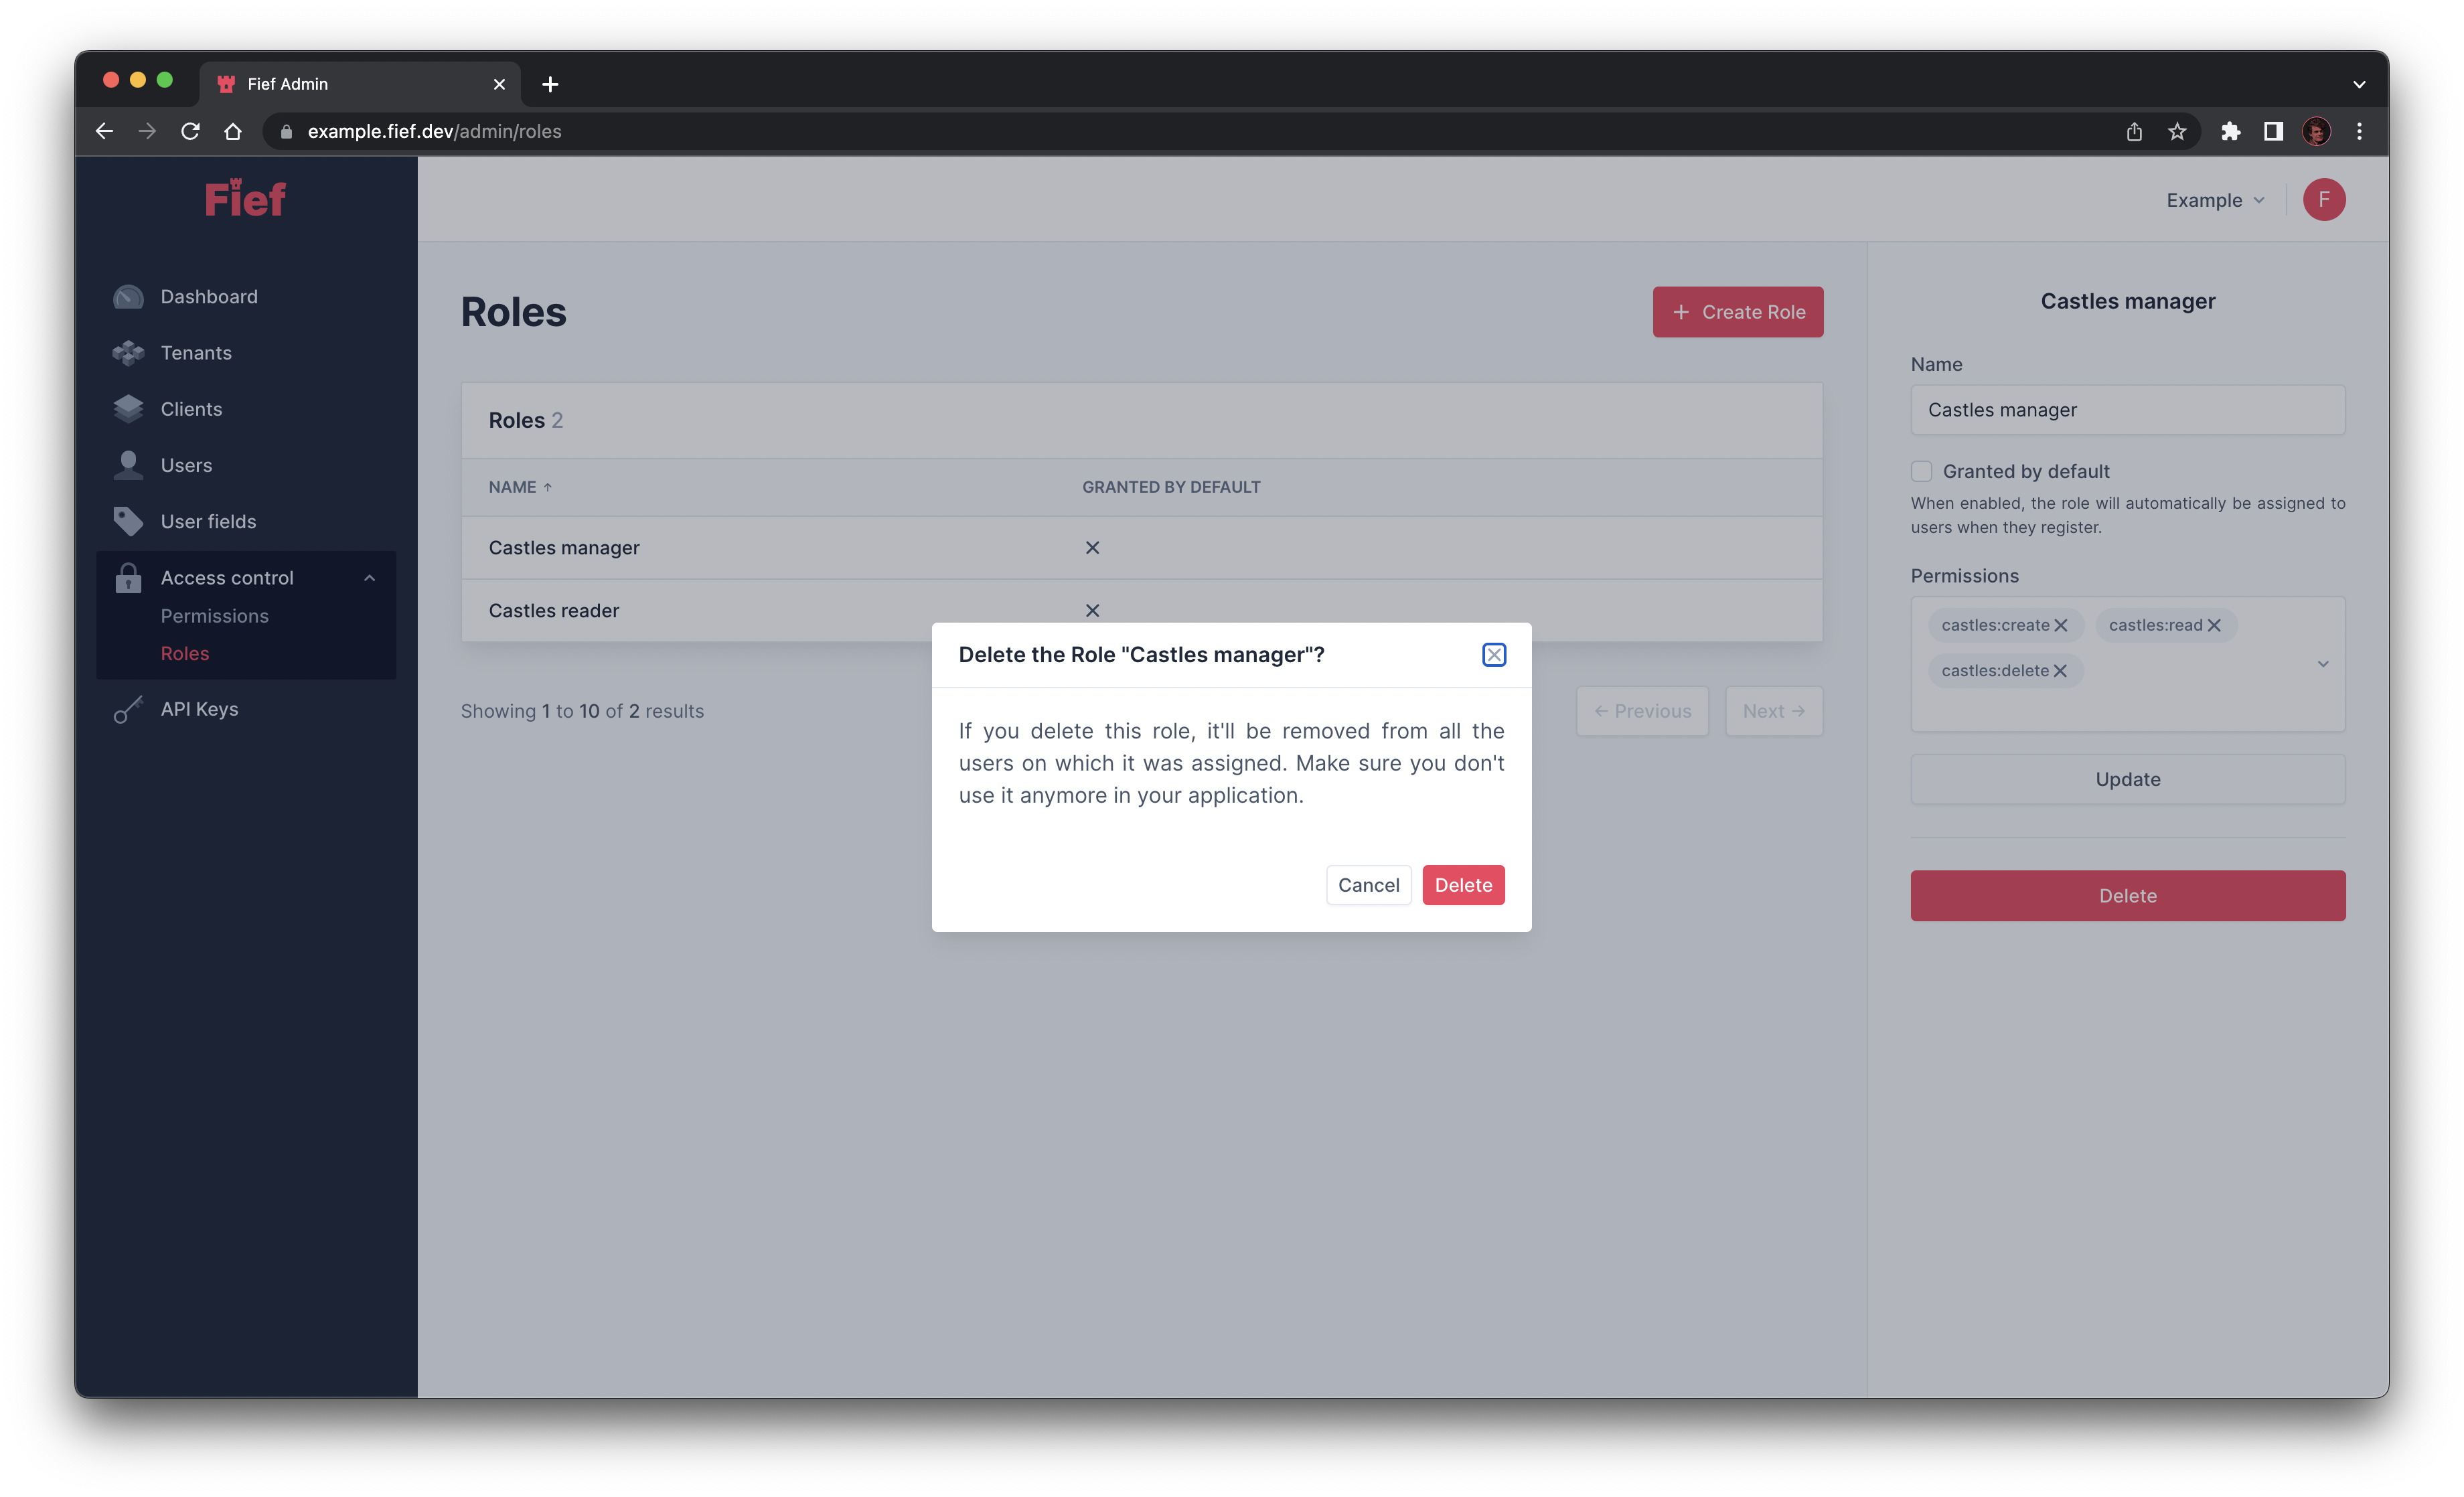 Fief Admin
example.fief.dev/admin/roles
Fief
Example
F
Dashboard
Tenants
Clients
Users
User fields
Access control
Permissions
Roles
API Keys
Roles
+ Create Role
Roles 2
NAME ↑ GRANTED BY DEFAULT
Castles manager
Castles reader
Showing 1 to 10 of 2 results
← Previous
Next →
Delete the Role "Castles manager"?
If you delete this role, it'll be removed from all the
users on which it was assigned. Make sure you don't
use it anymore in your application.
Cancel
Delete
Castles manager
Name
Castles manager
Granted by default
When enabled, the role will automatically be assigned to
users when they register.
Permissions
castles:create castles:read
castles:delete
Update
Delete